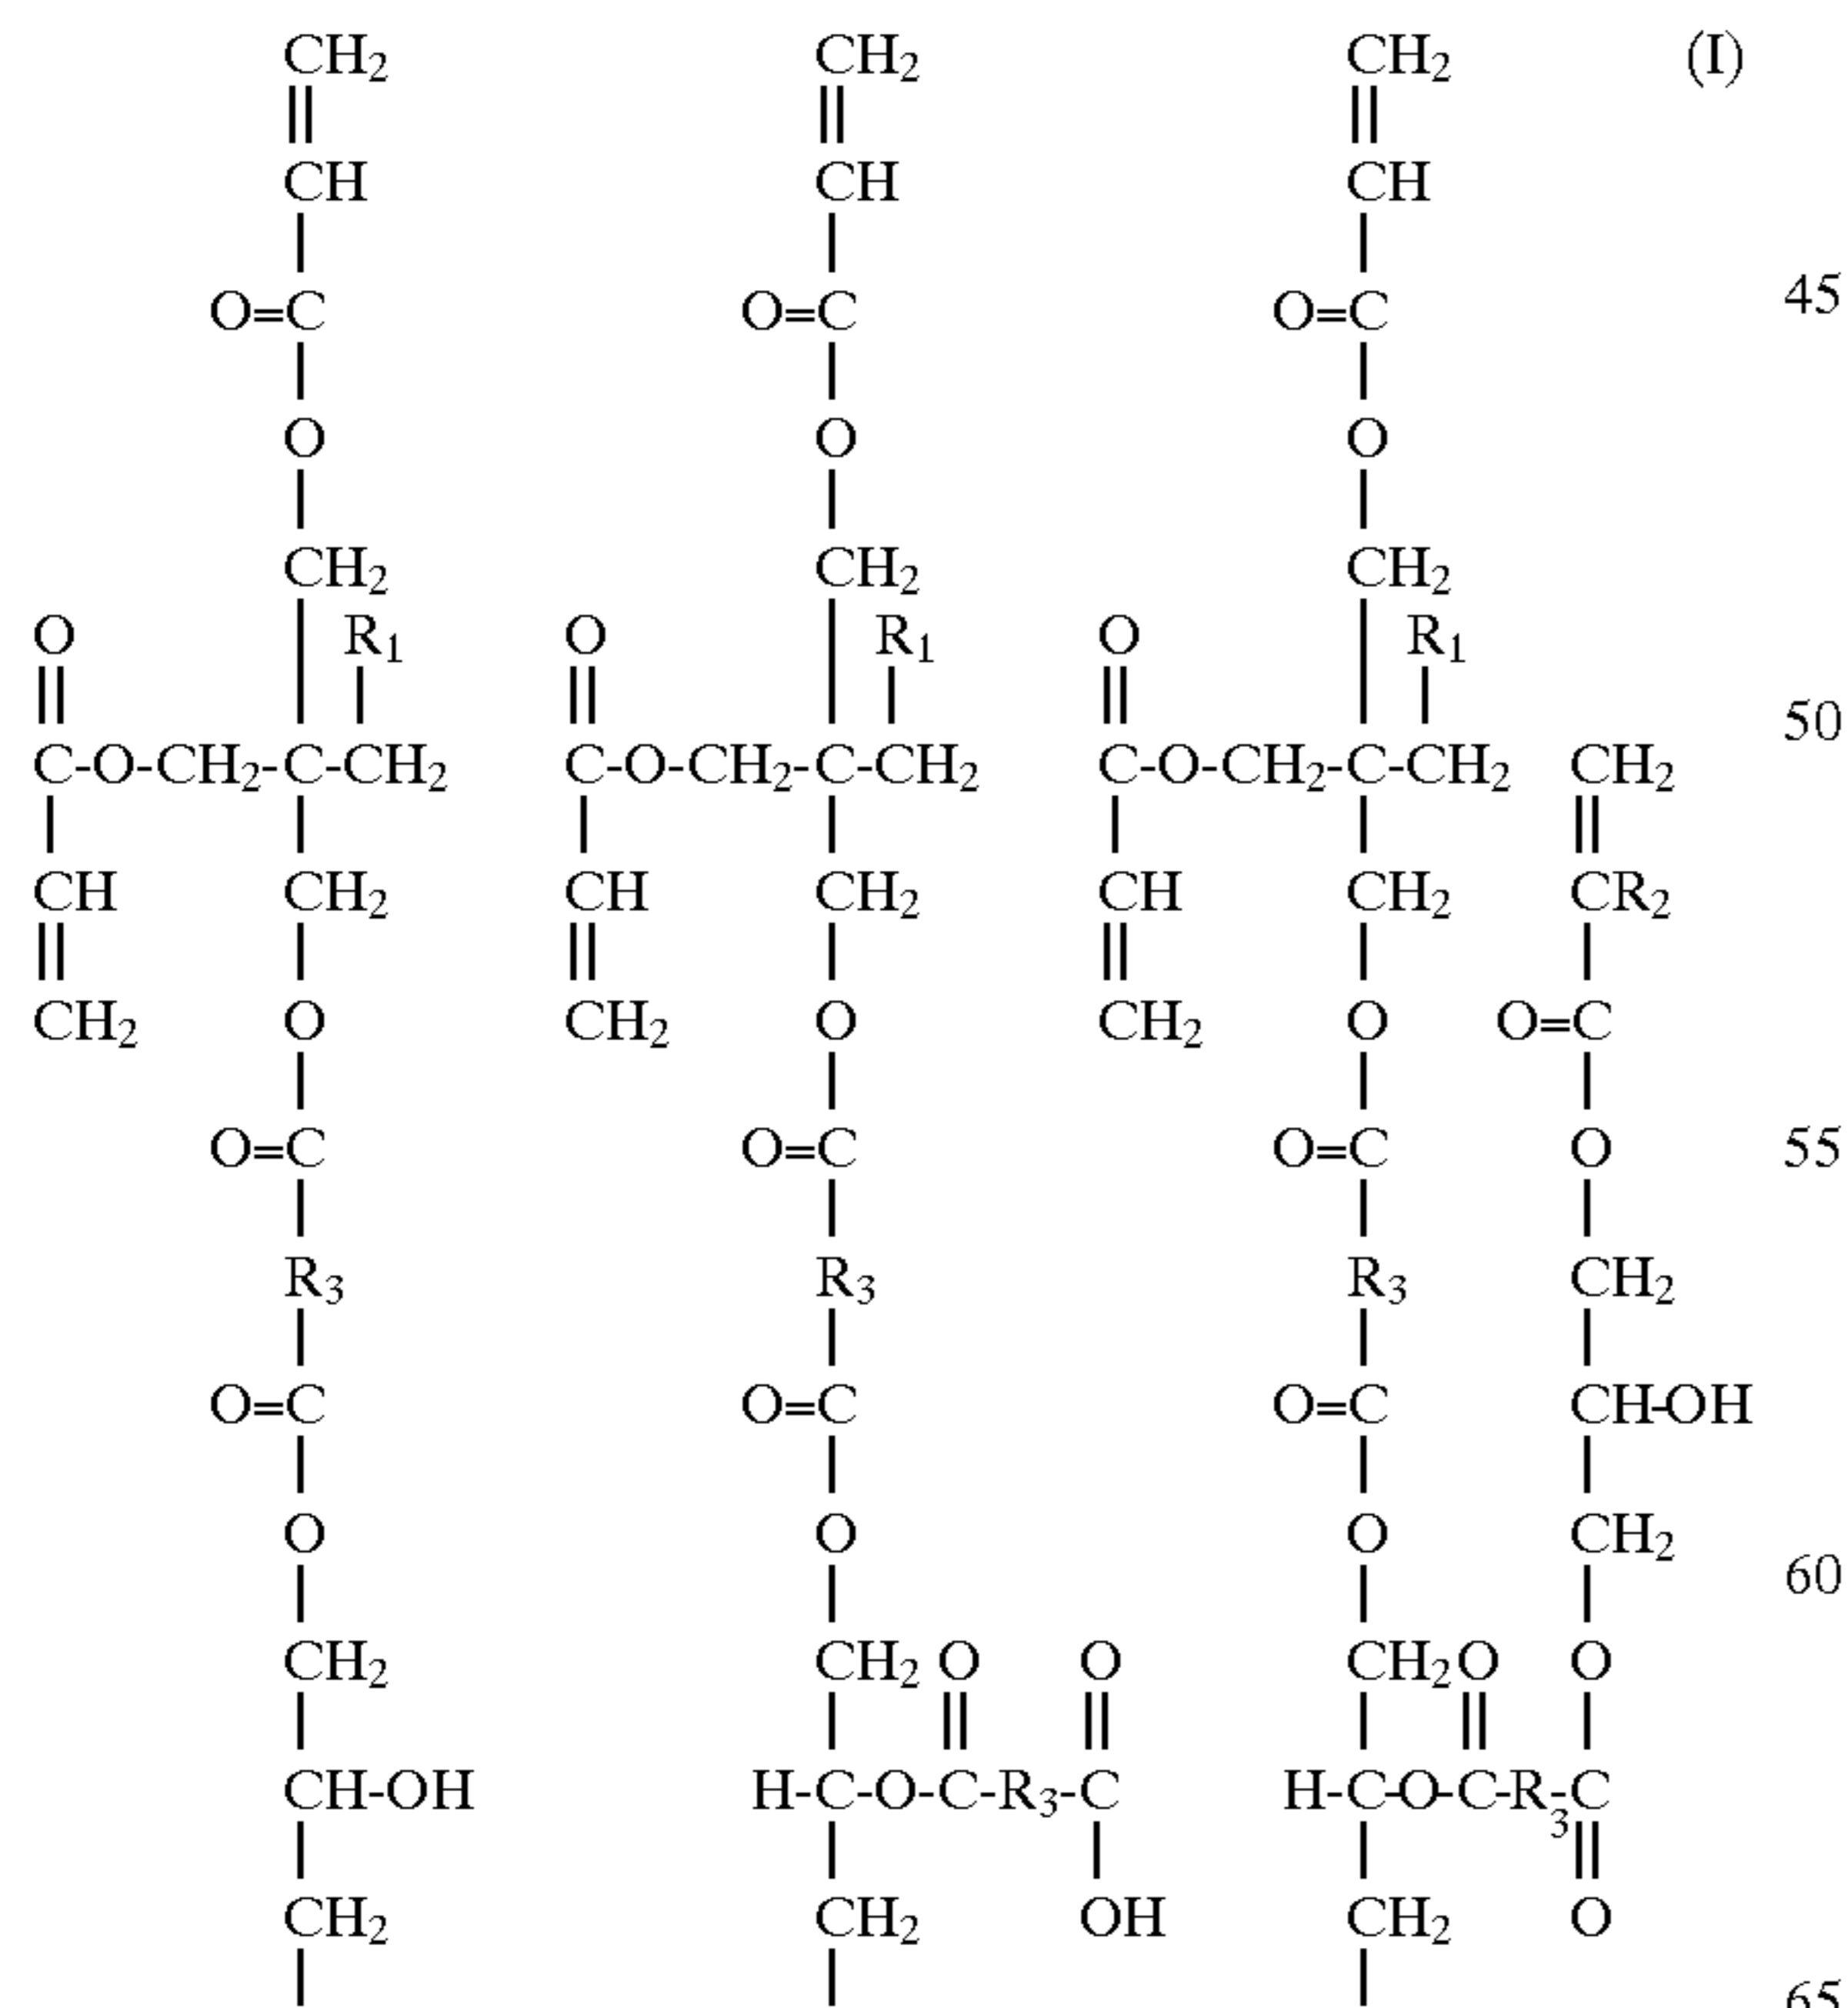 CH2 CH2 CH2 (I)
CH CH CH
O=C O=C O=C 45
O O O
CH2 CH2 CH2
O R1 O R1 O R1
C-O-CH2-C-CH2 C-O-CH2-C-CH2 C-O-CH2-C-CH2 CH2 50
CH CH2 CH CH2 CH CH2 CR2
CH2 O CH2 O CH2 O O=C
O=C O=C O=C O 55
R3 R3 R3 CH2
O=C O=C O=C CH-OH
O O O CH2 60
CH2 CH2 O O CH2 O O
CH-OH H-C-O-C-R3-C H-C-O-C-R3-C
CH2 CH2 OH CH2 O
65